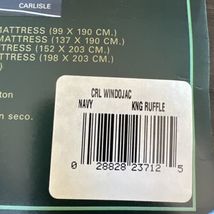 CARLISLE
MATTRESS (99 X 190 CM.)
MATTRESS (137 X 190 CM.)
MATTRESS (152 X 203 CM.)
MATTRESS (198 X 203 CM.)
tton
n seco.
CRL WINDOJAC
NAVY KNG RUFFLE
0 28828 23712 5